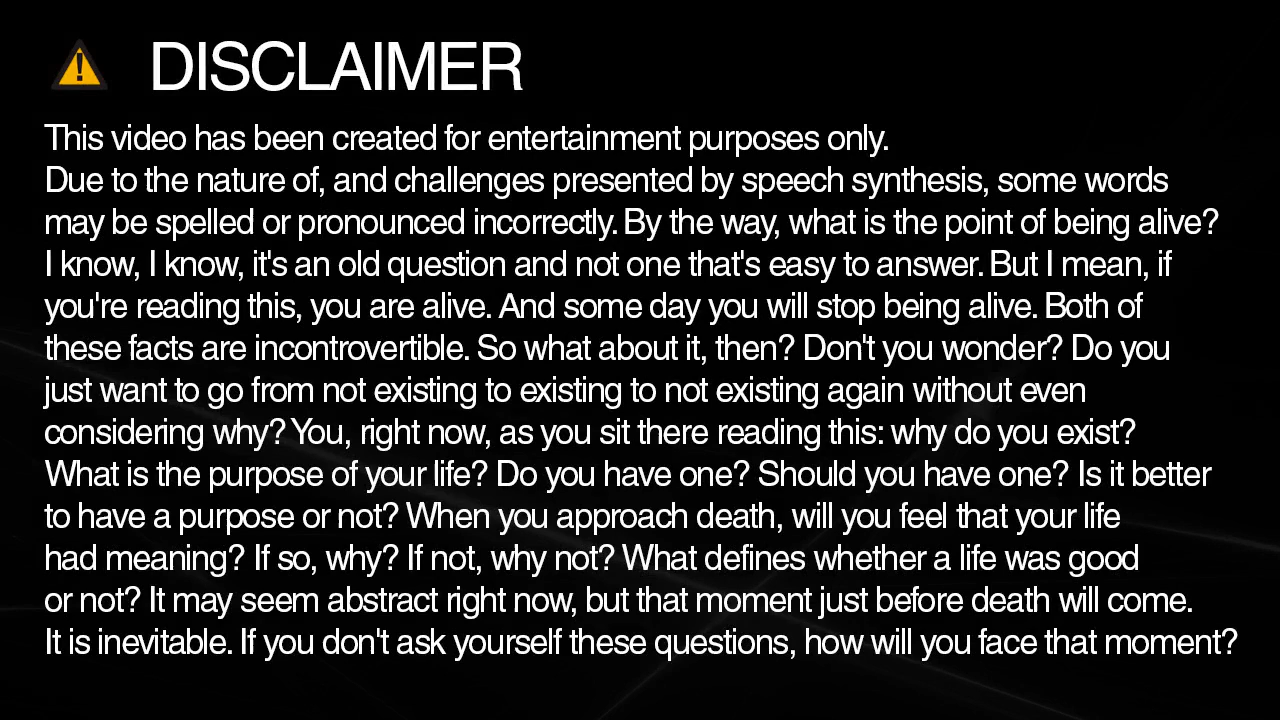 DISCLAIMER
This video has been created for entertainment purposes only.
Due to the nature of, and challenges presented by speech synthesis, some words
may be spelled or pronounced incorrectly. By the way, what is the point of being alive?
I know, I know, it's an old question and not one that's easy to answer. But I mean, if
you're reading this, you are alive. And some day you will stop being alive. Both of
these facts are incontrovertible. So what about it, then? Don't you wonder? Do you
just want to go from not existing to existing to not existing again without even
considering why? You, right now, as you sit there reading this: why do you exist?
What is the purpose of your life? Do you have one? Should you have one? Is it better
to have a purpose or not? When you approach death, will you feel that your life
had meaning? If so, why? If not, why not? What defines whether a life was good
or not? It may seem abstract right now, but that moment just before death will come.
It is inevitable. If you don't ask yourself these questions, how will you face that moment?